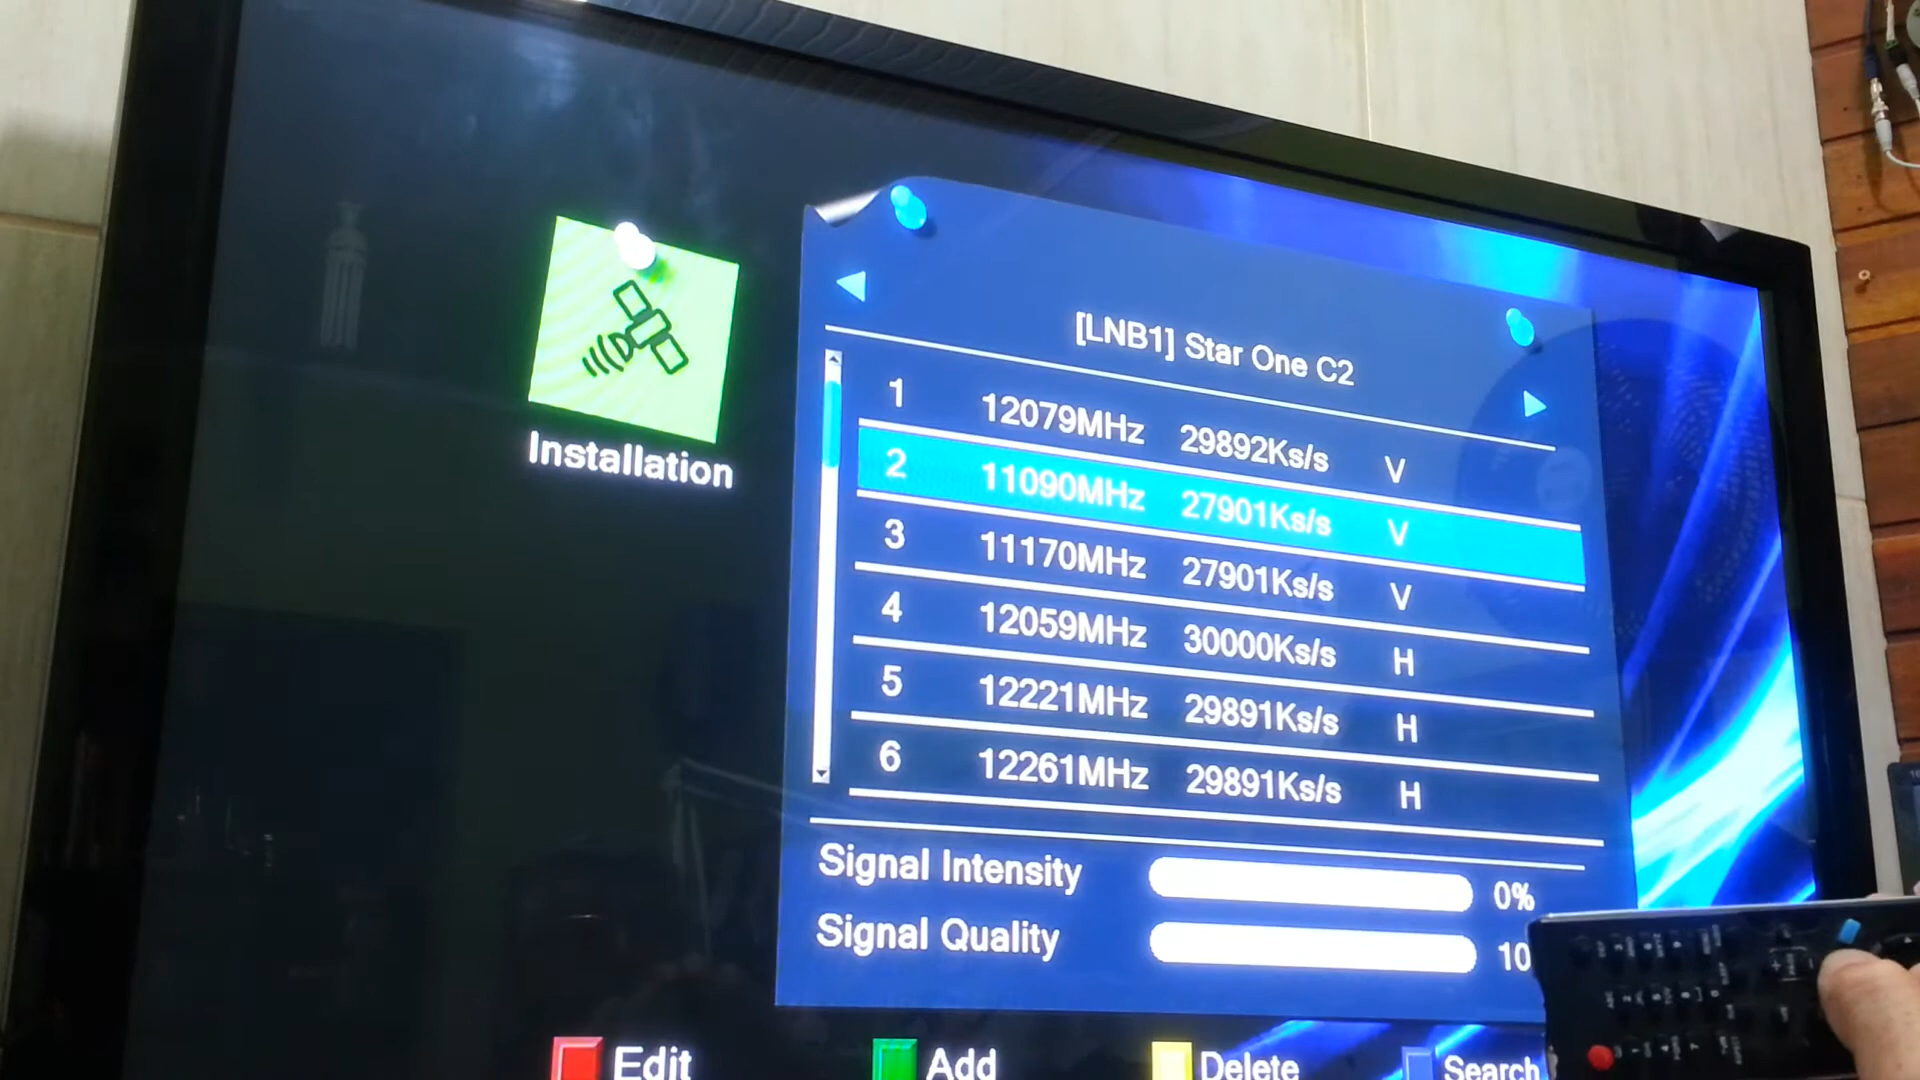 Installation
[LNB1] Star One C2
1 12079MHz 29892Ks/s V
2 11090MHz 27901Ks/s V
3 11170MHz 27901Ks/s V
4 12059MHz 30000Ks/s H
5 12221MHz 29891Ks/s H
6 12261MHz 29891Ks/s H
Signal Intensity 0%
Signal Quality 10
Edit Add Delete Search